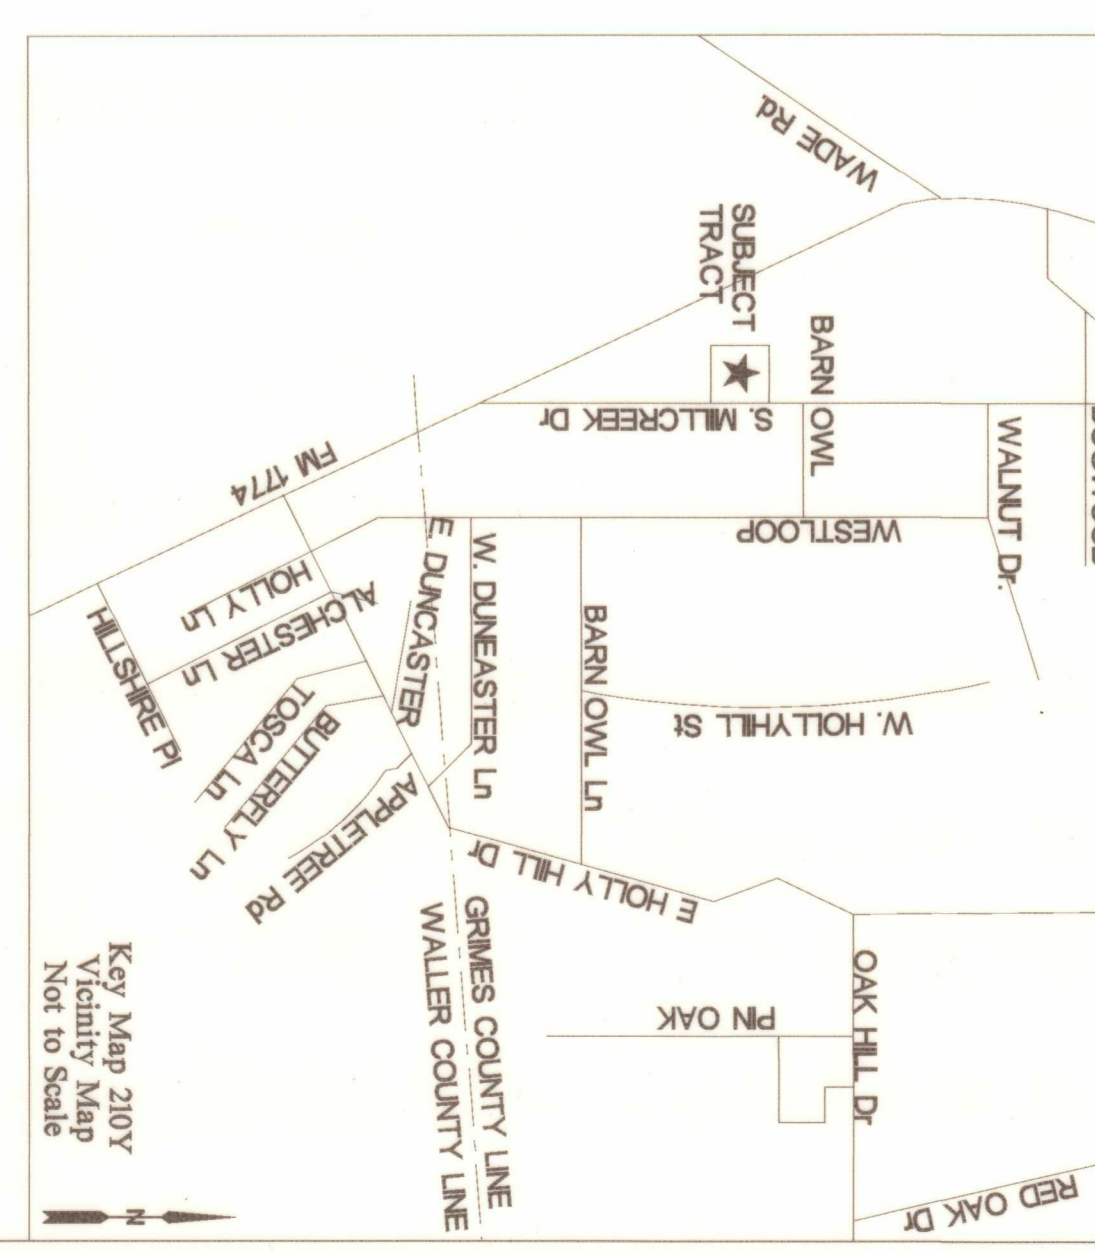 WADE Rd.
SUBJECT
TRACT
BARN OWL
S. MILLCREEK Dr
WALNUT Dr.
FM 1774
WESTLOOP
E. DUNCASTER
W. DUNEASTER Ln
HOLLY Ln
ALCHESTER Ln
HILLSHIRE Pl
TOSCA Ln
BUTTERFLY Ln
APPLETREE Rd
BARN OWL Ln
W. HOLLYHILL St
E HOLLY HILL Dr
GRIMES COUNTY LINE
WALLER COUNTY LINE
OAK HILL Dr
PIN OAK
RED OAK Dr
Key Map 210Y
Vicinity Map
Not to Scale
N